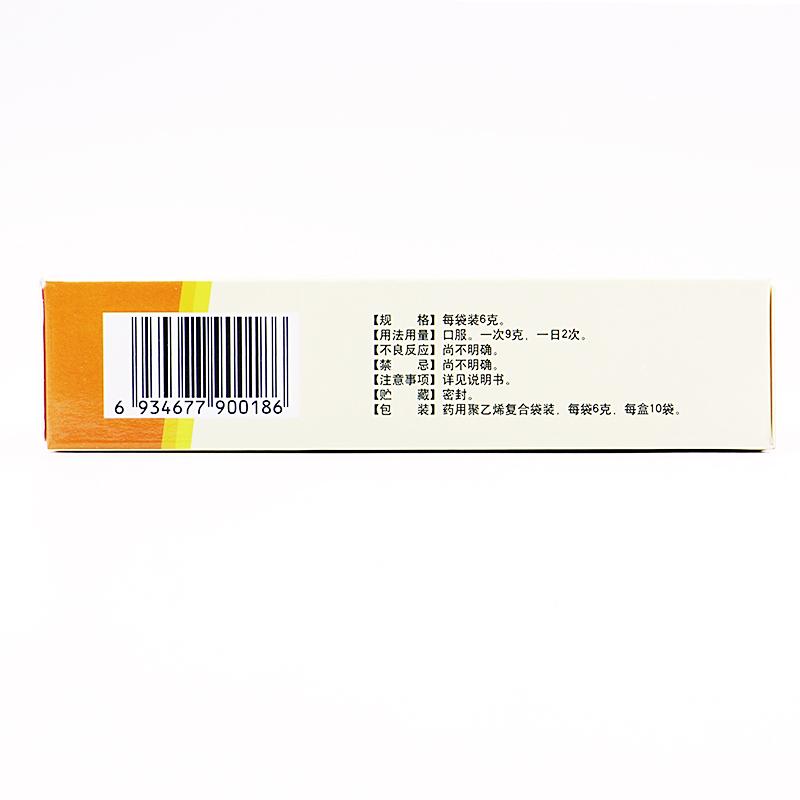 6 934677 900186
【规　格】每袋装6克。
【用法用量】口服。一次9克，一日2次。
【不良反应】尚不明确。
【禁　忌】尚不明确。
【注意事项】详见说明书。
【贮　藏】密封。
【包　装】药用聚乙烯复合袋装，每袋6克，每盒10袋。